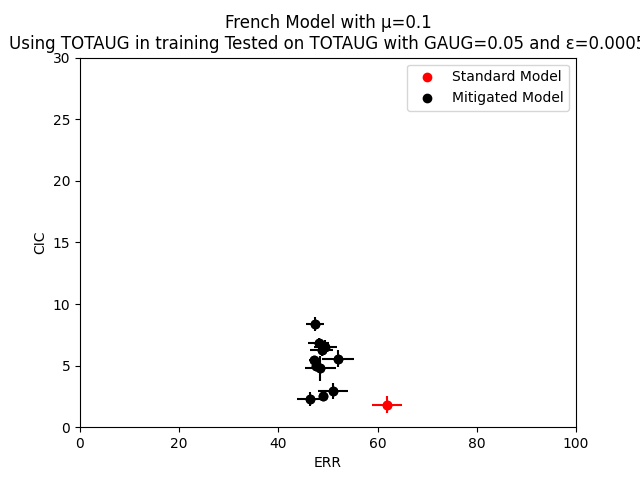 French Model with μ=0.1
Using TOTAUG in training Tested on TOTAUG with GAUG=0.05 and ε=0.0005
Standard Model
Mitigated Model
30
25
20
15
10
5
0
CIC
0 20 40 60 80 100
ERR